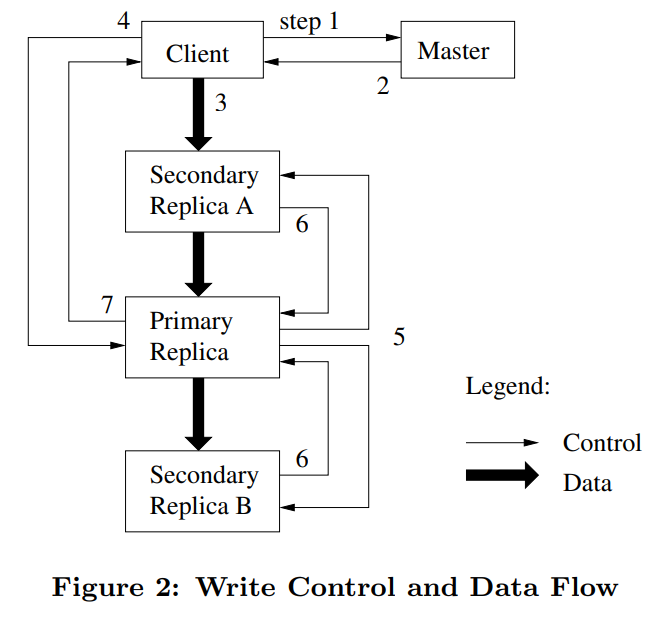 4
step 1
Client
Master
2
3
Secondary
Replica A
6
7
Primary
Replica
5
Legend:
Control
6
Secondary
Replica B
Data
Figure 2: Write Control and Data Flow